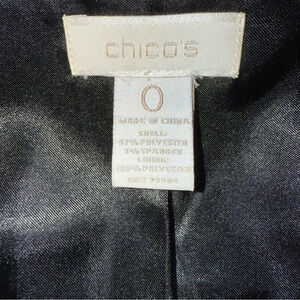 chico's
0
MADE IN CHINA
SHELL:
97% POLYESTER
3% SPANDEX
LINING:
100% POLYESTER